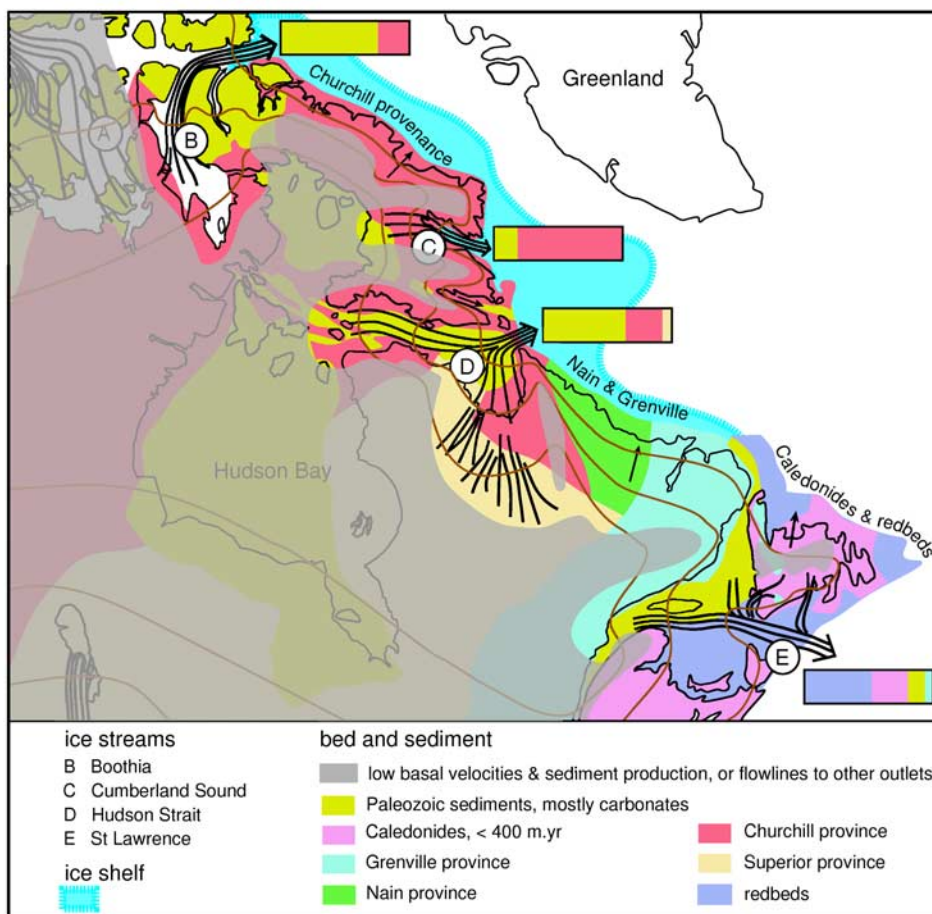 Greenland
Churchill provenance
A
B
C
D
Nain & Grenville
Hudson Bay
Caledonides & redbeds
E
ice streams
B Boothia
C Cumberland Sound
D Hudson Strait
E St Lawrence
ice shelf
bed and sediment
low basal velocities & sediment production, or flowlines to other outlets
Paleozoic sediments, mostly carbonates
Caledonides, < 400 m.yr
Churchill province
Grenville province
Superior province
Nain province
redbeds